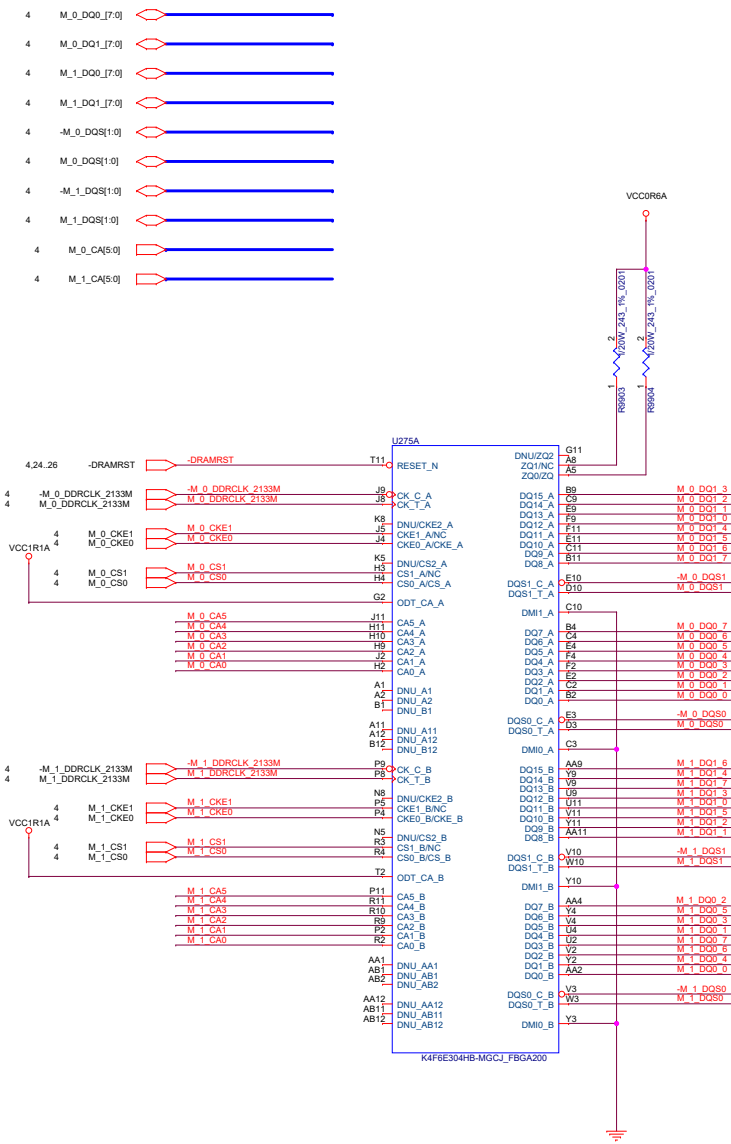 4 M_0_DQ0_[7:0]
4 M_0_DQ1_[7:0]
4 M_1_DQ0_[7:0]
4 M_1_DQ1_[7:0]
4 -M_0_DQS[1:0]
4 M_0_DQS[1:0]
4 -M_1_DQS[1:0]
4 M_1_DQS[1:0]
4 M_0_CA[5:0]
4 M_1_CA[5:0]
VCC0R6A
1/20W_243_1%_0201
1/20W_243_1%_0201
2
2
1
1
R9903
R9904
U275A
4,24..26 -DRAMRST -DRAMRST T11 RESET_N
4 -M_0_DDRCLK_2133M -M_0_DDRCLK_2133M J9 CK_C_A
4 M_0_DDRCLK_2133M M_0_DDRCLK_2133M J8 CK_T_A
K8 DNU/CKE2_A
4 M_0_CKE1 M_0_CKE1 J5 CKE1_A/NC
4 M_0_CKE0 M_0_CKE0 J4 CKE0_A/CKE_A
VCC1R1A
K5 DNU/CS2_A
4 M_0_CS1 M_0_CS1 H3 CS1_A/NC
4 M_0_CS0 M_0_CS0 H4 CS0_A/CS_A
G2 ODT_CA_A
M_0_CA5 J11 CA5_A
M_0_CA4 H11 CA4_A
M_0_CA3 H10 CA3_A
M_0_CA2 H9 CA2_A
M_0_CA1 J2 CA1_A
M_0_CA0 H2 CA0_A
A1 DNU_A1
A2 DNU_A2
B1 DNU_B1
A11 DNU_A11
A12 DNU_A12
B12 DNU_B12
4 -M_1_DDRCLK_2133M -M_1_DDRCLK_2133M P9 CK_C_B
4 M_1_DDRCLK_2133M M_1_DDRCLK_2133M P8 CK_T_B
N8 DNU/CKE2_B
4 M_1_CKE1 M_1_CKE1 P5 CKE1_B/NC
4 M_1_CKE0 M_1_CKE0 P4 CKE0_B/CKE_B
VCC1R1A
N5 DNU/CS2_B
4 M_1_CS1 M_1_CS1 R3 CS1_B/NC
4 M_1_CS0 M_1_CS0 R4 CS0_B/CS_B
T2 ODT_CA_B
M_1_CA5 P11 CA5_B
M_1_CA4 R11 CA4_B
M_1_CA3 R10 CA3_B
M_1_CA2 R9 CA2_B
M_1_CA1 P2 CA1_B
M_1_CA0 R2 CA0_B
AA1 DNU_AA1
AB1 DNU_AB1
AB2 DNU_AB2
AA12 DNU_AA12
AB11 DNU_AB11
AB12 DNU_AB12
DNU/ZQ2 G11
ZQ1/NC A8
ZQ0/ZQ A5
DQ15_A B9 M_0_DQ1_3
DQ14_A C9 M_0_DQ1_2
DQ13_A E9 M_0_DQ1_1
DQ12_A F9 M_0_DQ1_0
DQ11_A F11 M_0_DQ1_4
DQ10_A E11 M_0_DQ1_5
DQ9_A C11 M_0_DQ1_6
DQ8_A B11 M_0_DQ1_7
DQS1_C_A E10 -M_0_DQS1
DQS1_T_A D10 M_0_DQS1
DMI1_A C10
DQ7_A B4 M_0_DQ0_7
DQ6_A C4 M_0_DQ0_6
DQ5_A E4 M_0_DQ0_5
DQ4_A F4 M_0_DQ0_4
DQ3_A F2 M_0_DQ0_3
DQ2_A E2 M_0_DQ0_2
DQ1_A C2 M_0_DQ0_1
DQ0_A B2 M_0_DQ0_0
DQS0_C_A E3 -M_0_DQS0
DQS0_T_A D3 M_0_DQS0
DMI0_A C3
DQ15_B AA9 M_1_DQ1_6
DQ14_B Y9 M_1_DQ1_4
DQ13_B V9 M_1_DQ1_7
DQ12_B U9 M_1_DQ1_3
DQ11_B U11 M_1_DQ1_0
DQ10_B V11 M_1_DQ1_5
DQ9_B Y11 M_1_DQ1_2
DQ8_B AA11 M_1_DQ1_1
DQS1_C_B V10 -M_1_DQS1
DQS1_T_B W10 M_1_DQS1
DMI1_B Y10
DQ7_B AA4 M_1_DQ0_2
DQ6_B Y4 M_1_DQ0_5
DQ5_B V4 M_1_DQ0_3
DQ4_B U4 M_1_DQ0_1
DQ3_B U2 M_1_DQ0_7
DQ2_B V2 M_1_DQ0_6
DQ1_B Y2 M_1_DQ0_4
DQ0_B AA2 M_1_DQ0_0
DQS0_C_B V3 -M_1_DQS0
DQS0_T_B W3 M_1_DQS0
DMI0_B Y3
K4F6E304HB-MGCJ_FBGA200